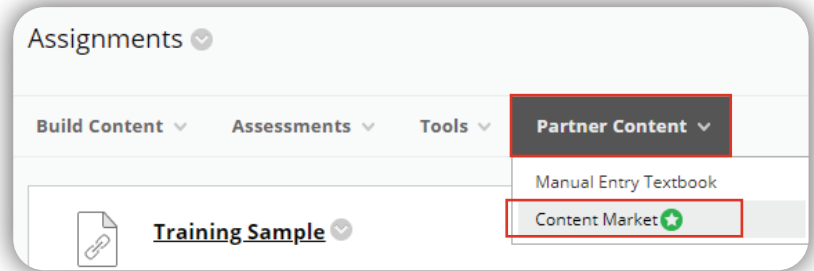 Assignments
Build Content Assessments Tools Partner Content
Manual Entry Textbook
Content Market
Training Sample